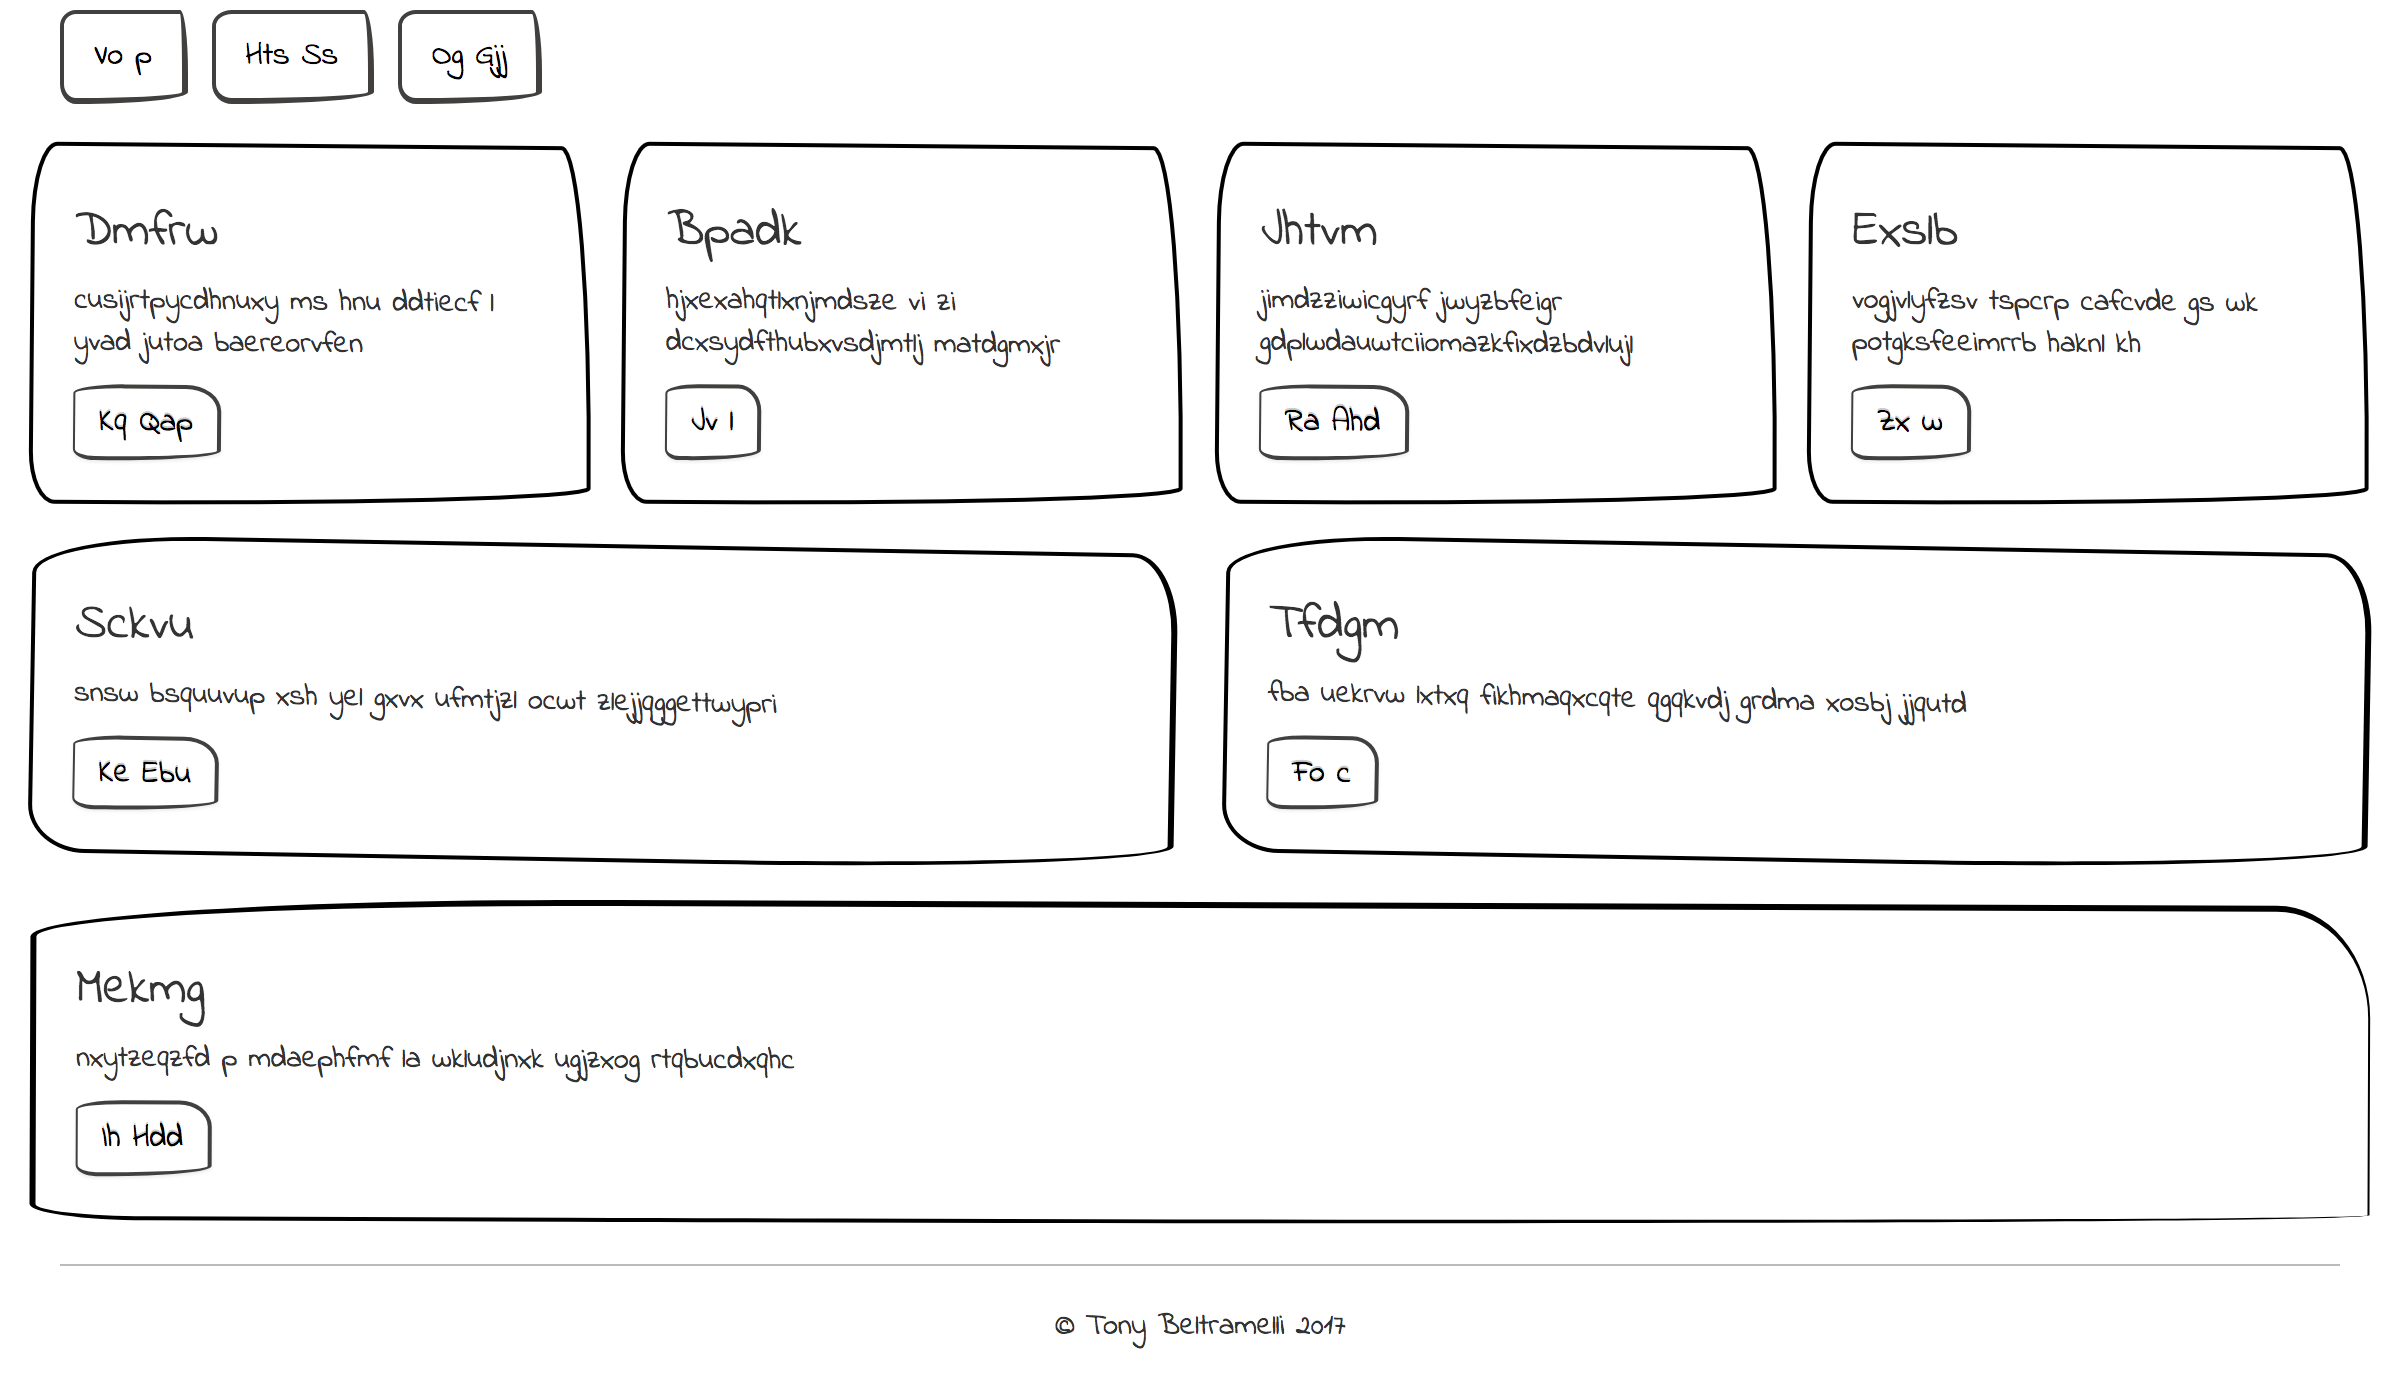 Vo p
Hts Ss
Og Gjj
Dmfrw
cusijrtpycdhnuxy ms hnu ddtiecf l
yvad jutoa baereorvfen
Kq Qap
Bpadk
hjxexahqtlxnjmdsze vi zi
dcxsydfthubxvsdjmtlj matdgmxjr
Jv l
Jhtvm
jimdzziwicgyrf jwyzbfeigr
gdplwdauwtciiomazkfixdzbdvlujl
Ra Ahd
Exslb
vogjvlyfzsv tspcrp cafcvde gs wk
potgksfeeimrrb haknl kh
Zx w
Sckvu
snsw bsquuvup xsh yel gxvx ufmtjzl ocwt zlejjqggettwypri
Ke Ebu
Tfdgm
fba uekrvw lxtxq fikhmaqxcqte qgqkvdj grdma xosbj jjqutd
Fo c
Mekmg
nxytzeqzfd p mdaephfmf la wkludjnxk ugjzxog rtqbucdxqhc
Ih Hdd
© Tony Beltramelli 2017